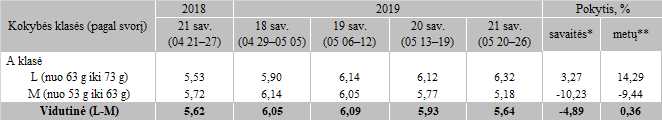 Kokybės klasės (pagal svorį) 2018 2019 Pokytis, %
21 sav. (04 21–27) 18 sav. (04 29–05 05) 19 sav. (05 06–12) 20 sav. (05 13–19) 21 sav. (05 20–26) savaitės* metų**
A klasė
L (nuo 63 g iki 73 g) 5,53 5,90 6,14 6,12 6,32 3,27 14,29
M (nuo 53 g iki 63 g) 5,72 6,14 6,05 5,77 5,18 -10,23 -9,44
Vidutinė (L-M) 5,62 6,05 6,09 5,93 5,64 -4,89 0,36